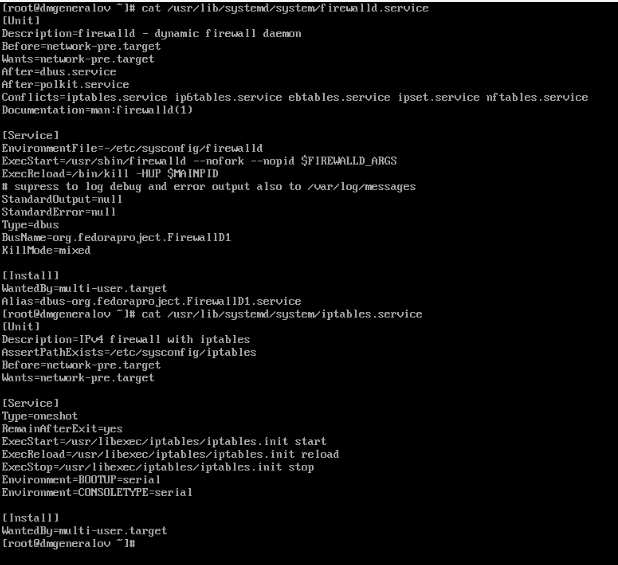 [root@dmgeneralov ~]# cat /usr/lib/systemd/system/firewalld.service
[Unit]
Description=firewalld - dynamic firewall daemon
Before=network-pre.target
Wants=network-pre.target
After=dbus.service
After=polkit.service
Conflicts=iptables.service ip6tables.service ebtables.service ipset.service nftables.service
Documentation=man:firewalld(1)

[Service]
EnvironmentFile=-/etc/sysconfig/firewalld
ExecStart=/usr/sbin/firewalld --nofork --nopid $FIREWALLD_ARGS
ExecReload=/bin/kill -HUP $MAINPID
# supress to log debug and error output also to /var/log/messages
StandardOutput=null
StandardError=null
Type=dbus
BusName=org.fedoraproject.FirewallD1
KillMode=mixed

[Install]
WantedBy=multi-user.target
Alias=dbus-org.fedoraproject.FirewallD1.service
[root@dmgeneralov ~]# cat /usr/lib/systemd/system/iptables.service
[Unit]
Description=IPv4 firewall with iptables
AssertPathExists=/etc/sysconfig/iptables
Before=network-pre.target
Wants=network-pre.target

[Service]
Type=oneshot
RemainAfterExit=yes
ExecStart=/usr/libexec/iptables/iptables.init start
ExecReload=/usr/libexec/iptables/iptables.init reload
ExecStop=/usr/libexec/iptables/iptables.init stop
Environment=BOOTUP=serial
Environment=CONSOLETYPE=serial

[Install]
WantedBy=multi-user.target
[root@dmgeneralov ~]#